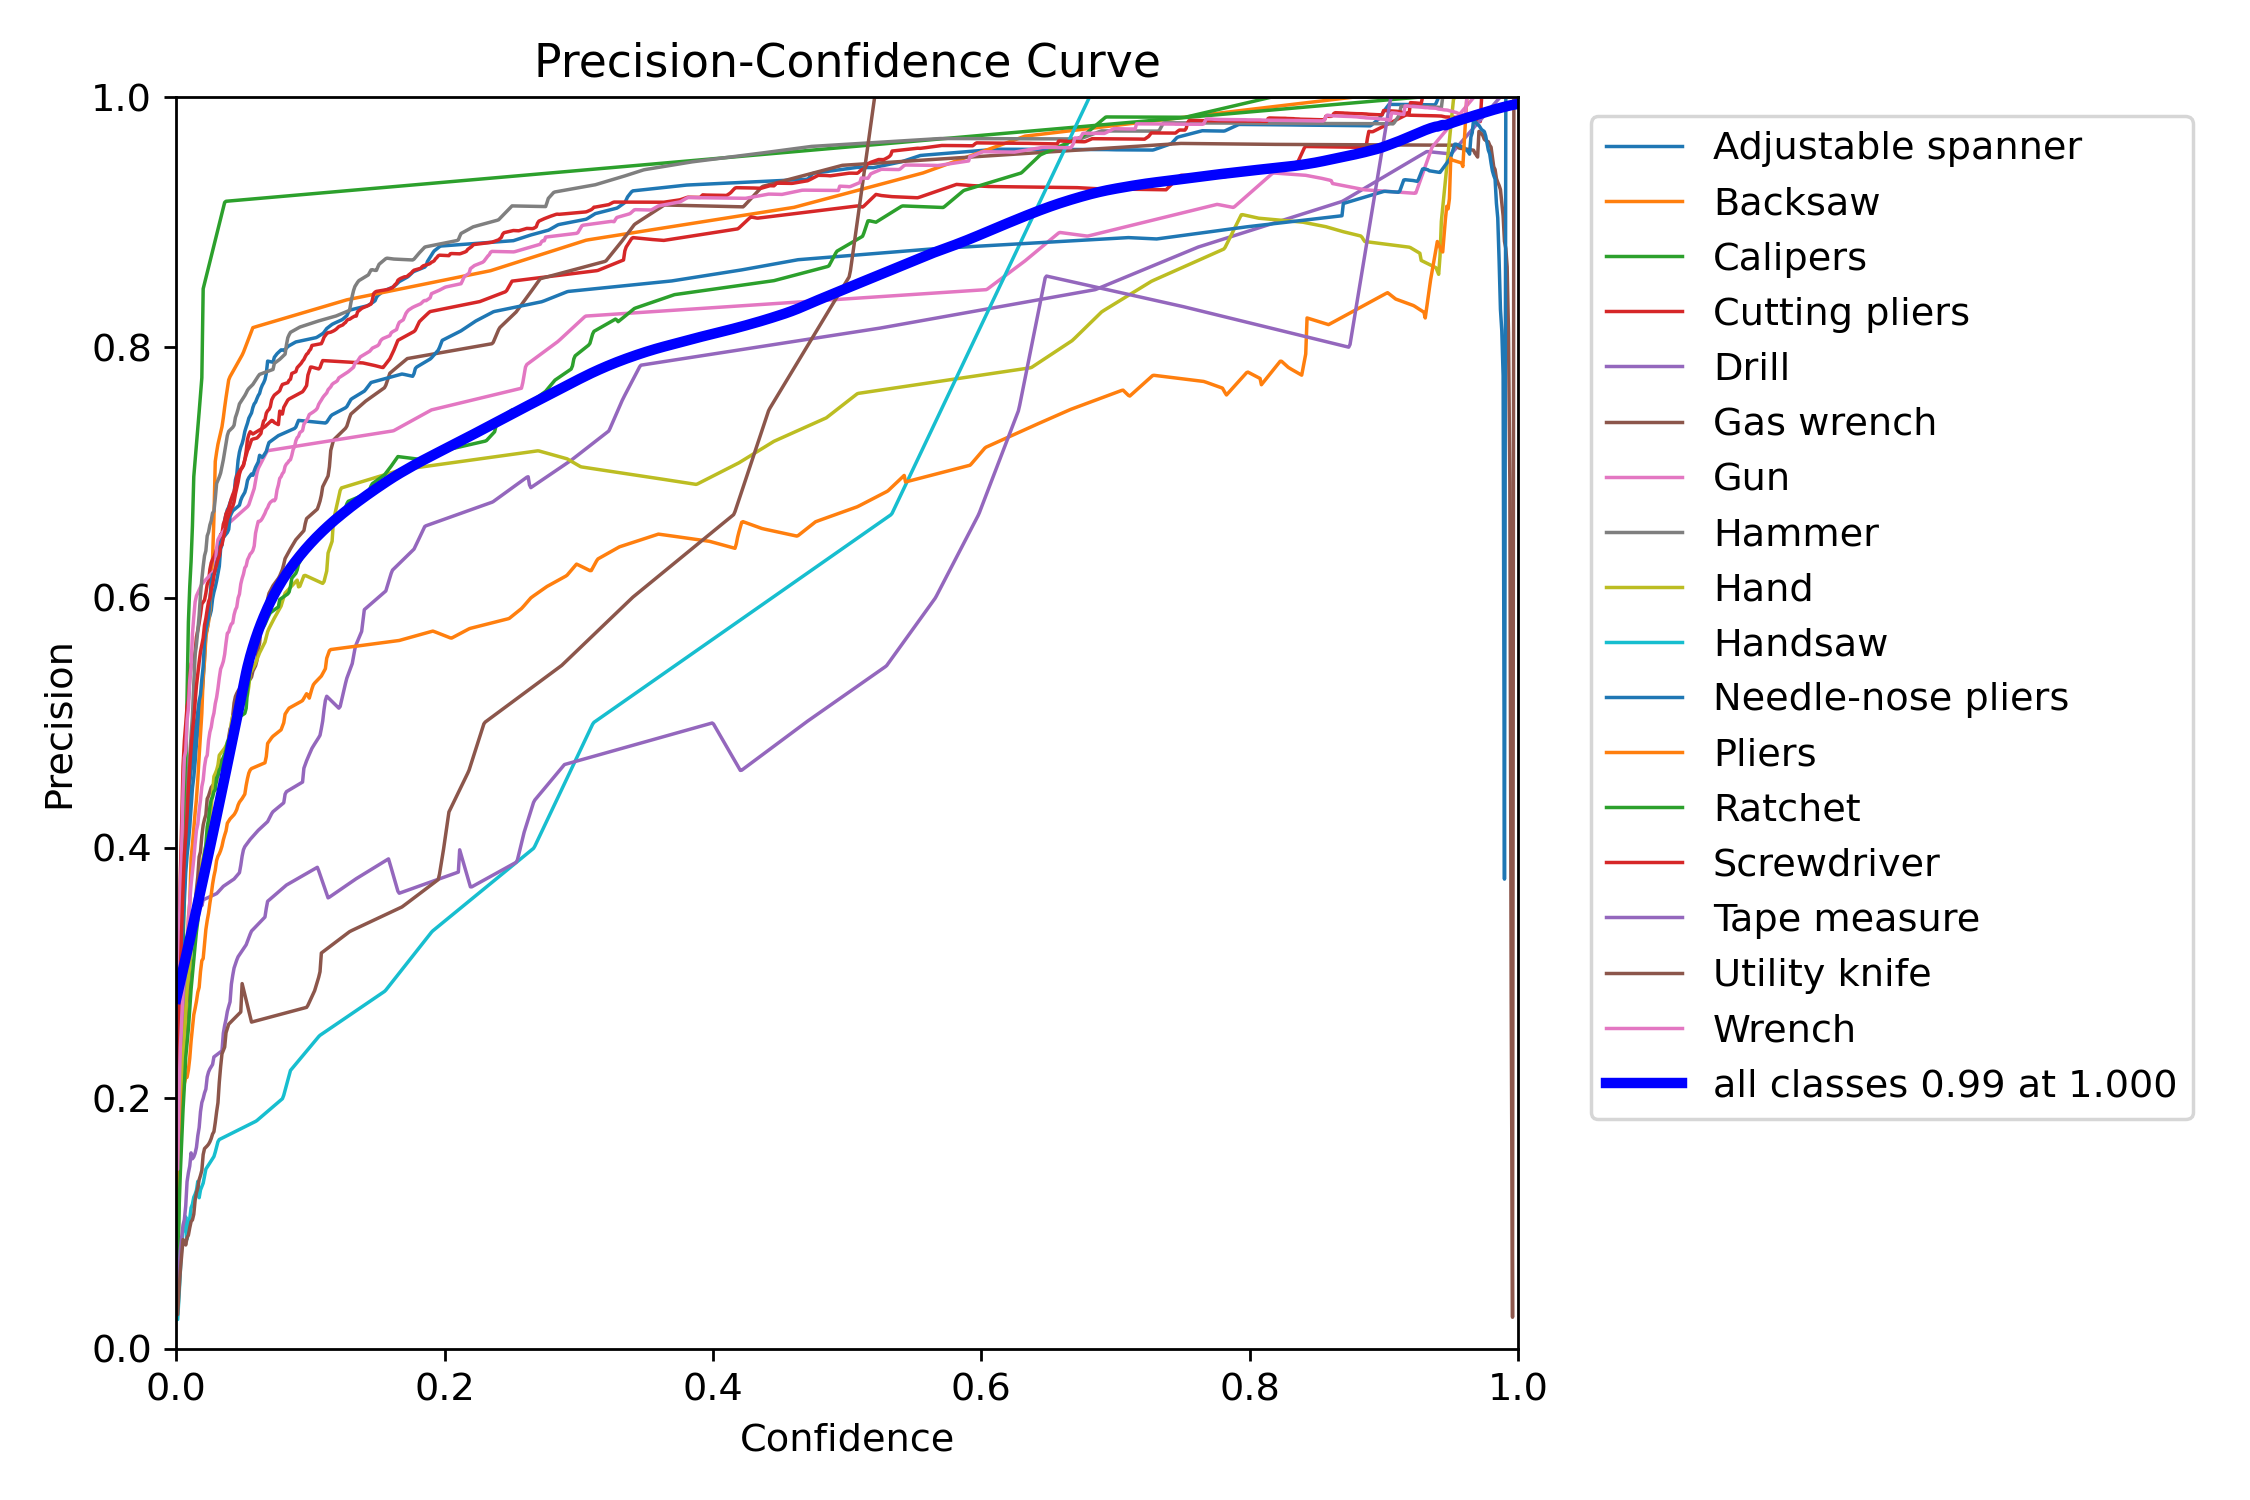 Precision-Confidence Curve
1.0
0.8
0.6
0.4
0.2
0.0
Precision
0.0 0.2 0.4 0.6 0.8 1.0
Confidence
Adjustable spanner
Backsaw
Calipers
Cutting pliers
Drill
Gas wrench
Gun
Hammer
Hand
Handsaw
Needle-nose pliers
Pliers
Ratchet
Screwdriver
Tape measure
Utility knife
Wrench
all classes 0.99 at 1.000